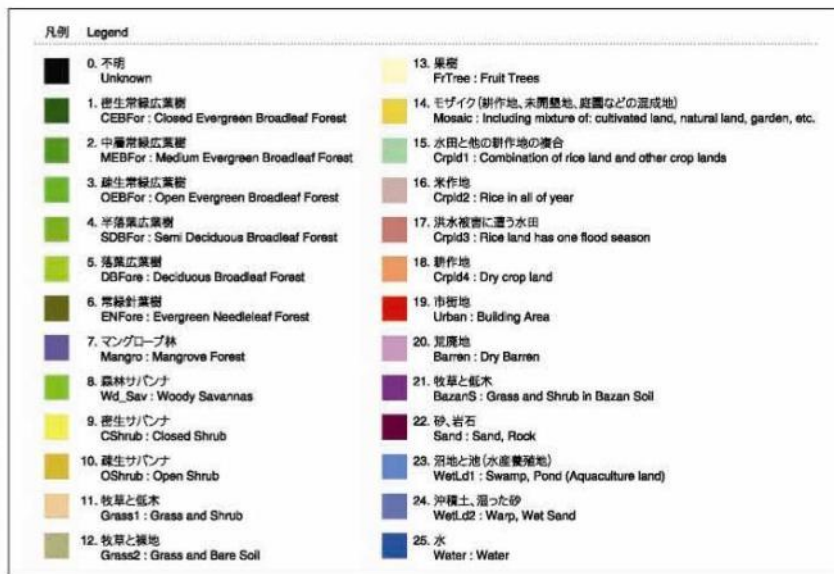 凡例 Legend
0. 不明
Unknown
1. 密生常緑広葉樹
CEBFor : Closed Evergreen Broadleaf Forest
2. 中層常緑広葉樹
MEBFor : Medium Evergreen Broadleaf Forest
3. 疎生常緑広葉樹
OEBFor : Open Evergreen Broadleaf Forest
4. 半落葉広葉樹
SDBFor : Semi Deciduous Broadleaf Forest
5. 落葉広葉樹
DBFore : Deciduous Broadleaf Forest
6. 常緑針葉樹
ENFore : Evergreen Needleleaf Forest
7. マングローブ林
Mangro : Mangrove Forest
8. 森林サバンナ
Wd_Sav : Woody Savannas
9. 密生サバンナ
CShrub : Closed Shrub
10. 疎生サバンナ
OShrub : Open Shrub
11. 牧草と低木
Grass1 : Grass and Shrub
12. 牧草と裸地
Grass2 : Grass and Bare Soil
13. 果樹
FrTree : Fruit Trees
14. モザイク(耕作地、未開墾地、庭園などの混成地)
Mosaic : Including mixture of: cultivated land, natural land, garden, etc.
15. 水田と他の耕作地の複合
Crpld1 : Combination of rice land and other crop lands
16. 米作地
Crpld2 : Rice in all of year
17. 洪水被害に遭う水田
Crpld3 : Rice land has one flood season
18. 耕作地
Crpld4 : Dry crop land
19. 市街地
Urban : Building Area
20. 荒廃地
Barren : Dry Barren
21. 牧草と低木
BazanS : Grass and Shrub in Bazan Soil
22. 砂、岩石
Sand : Sand, Rock
23. 沼地と池(水産養殖地)
WetLd1 : Swamp, Pond (Aquaculture land)
24. 沖積土、湿った砂
WetLd2 : Warp, Wet Sand
25. 水
Water : Water